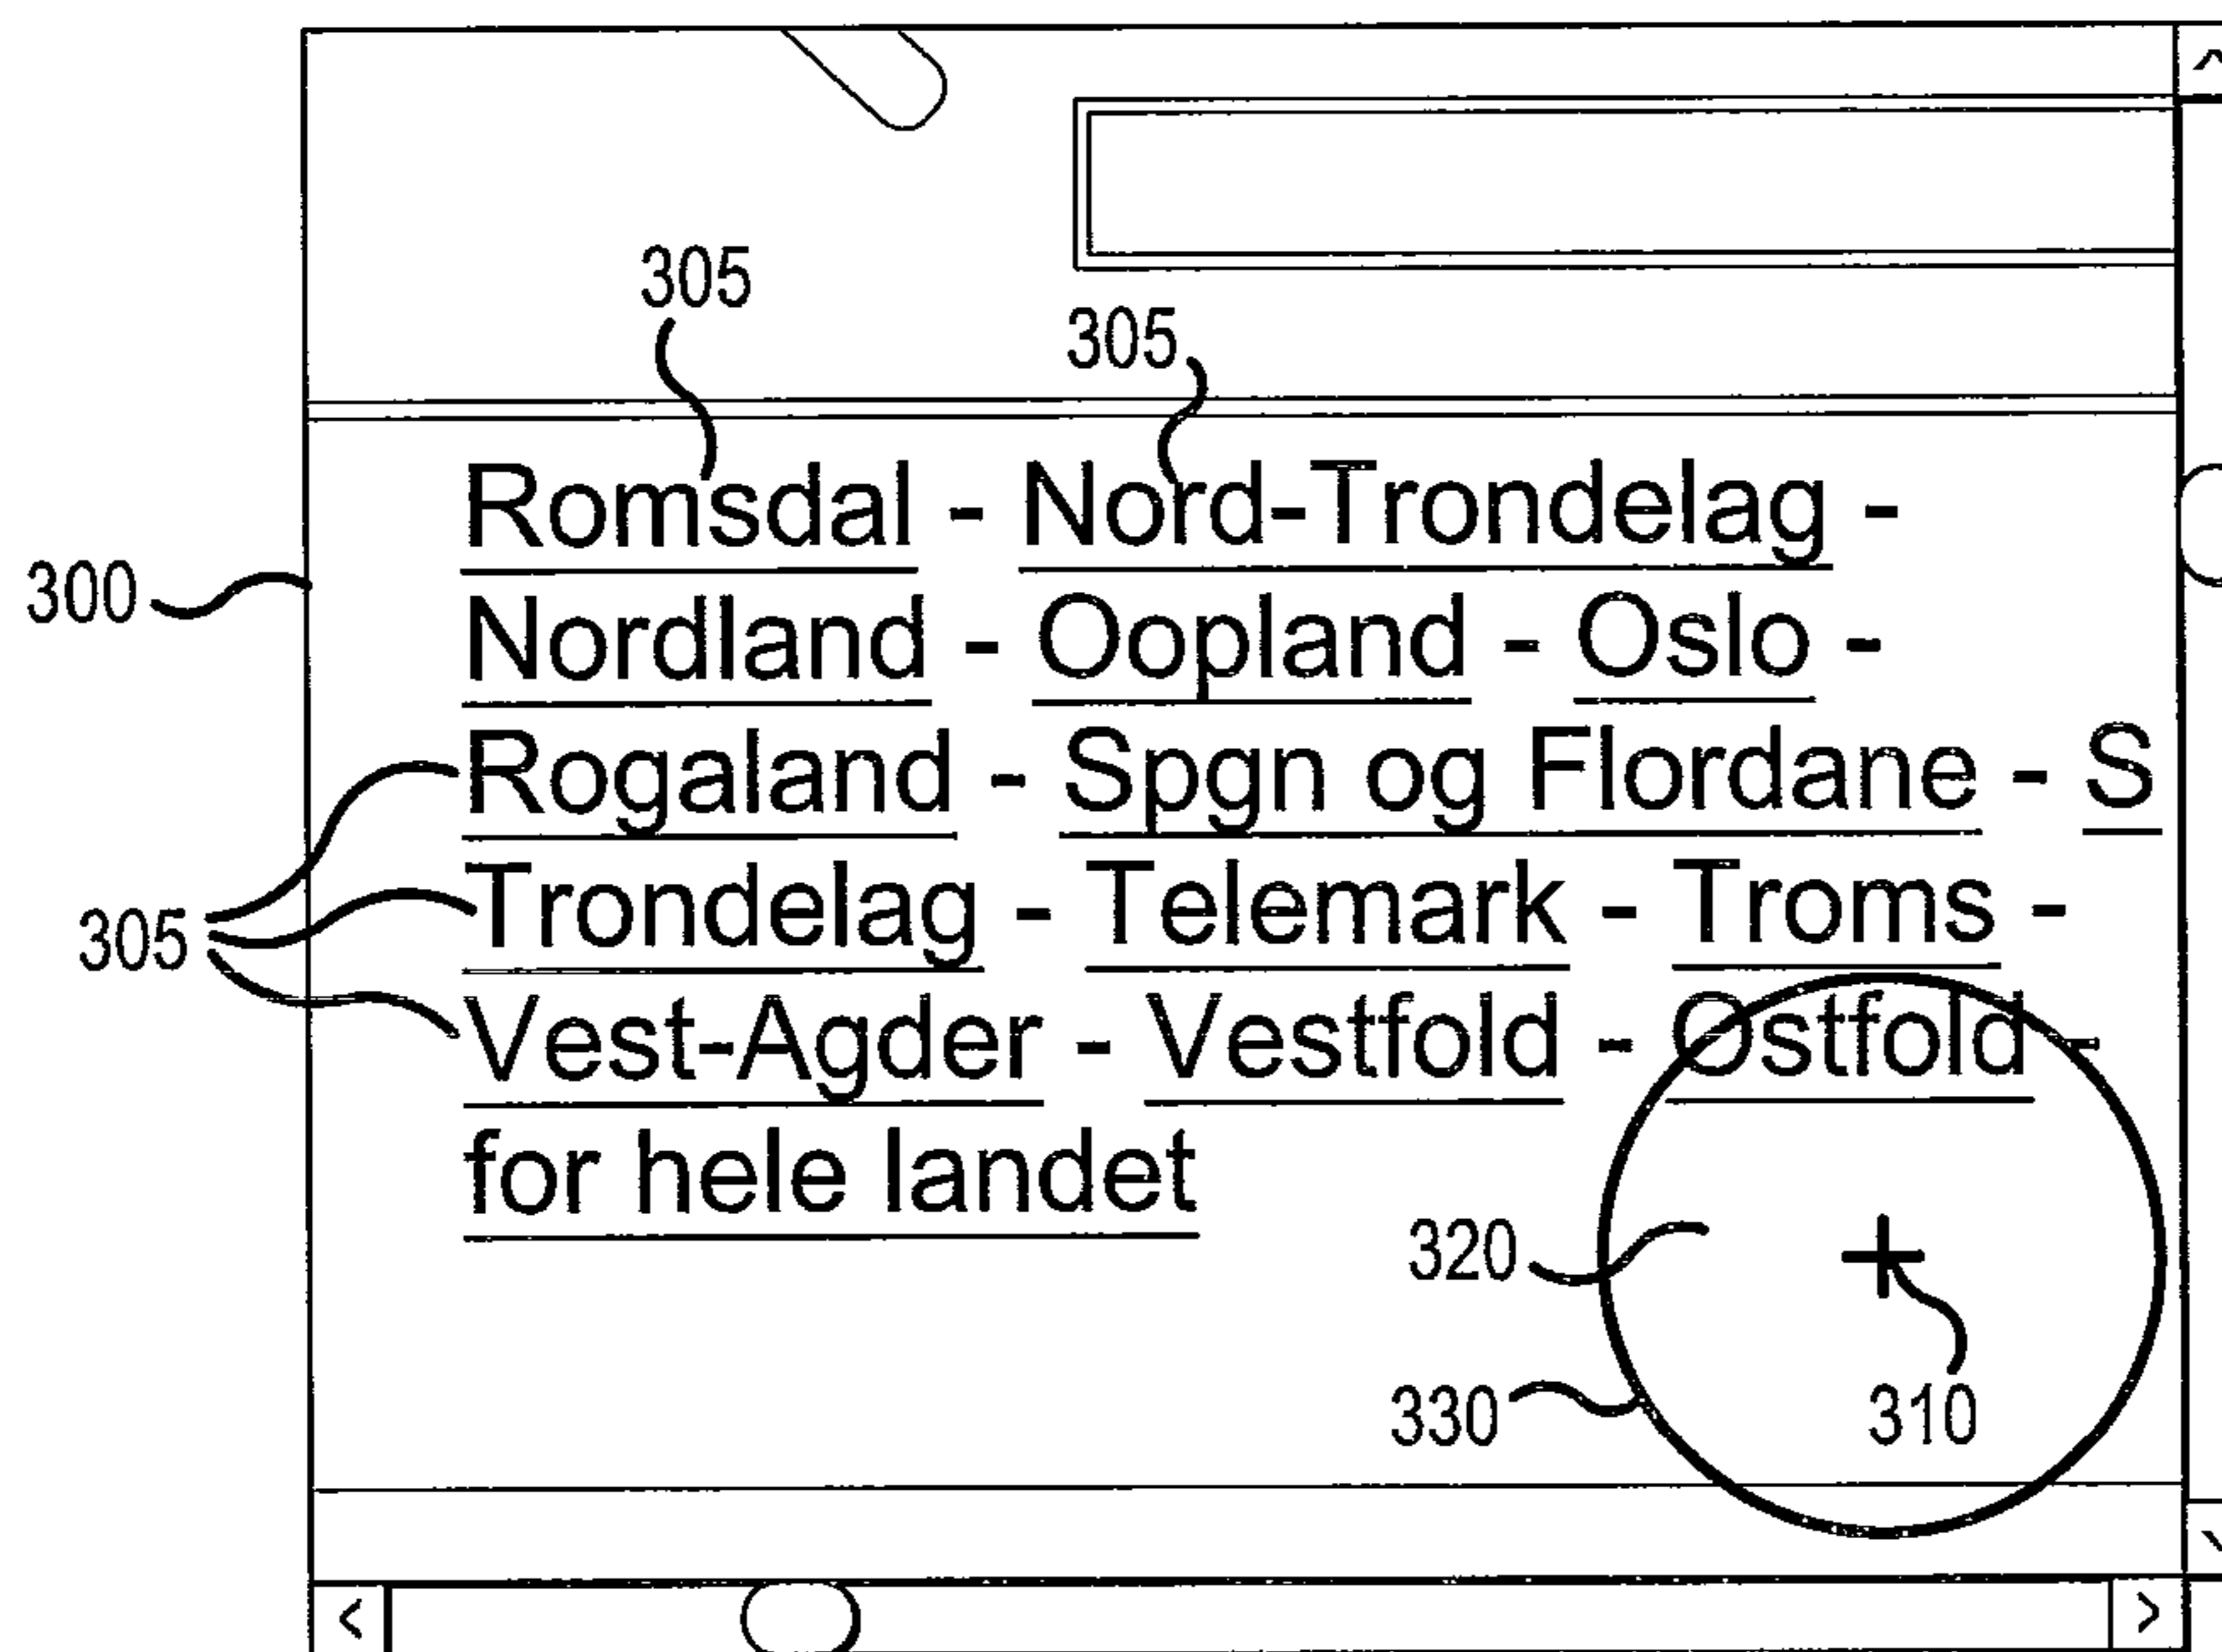 305
305
Romsdal - Nord-Trondelag -
300
Nordland - Oopland - Oslo -
Rogaland - Spgn og Flordane - S
305
Trondelag - Telemark - Troms -
Vest-Agder - Vestfold - Østfold -
for hele landet
320
330
310